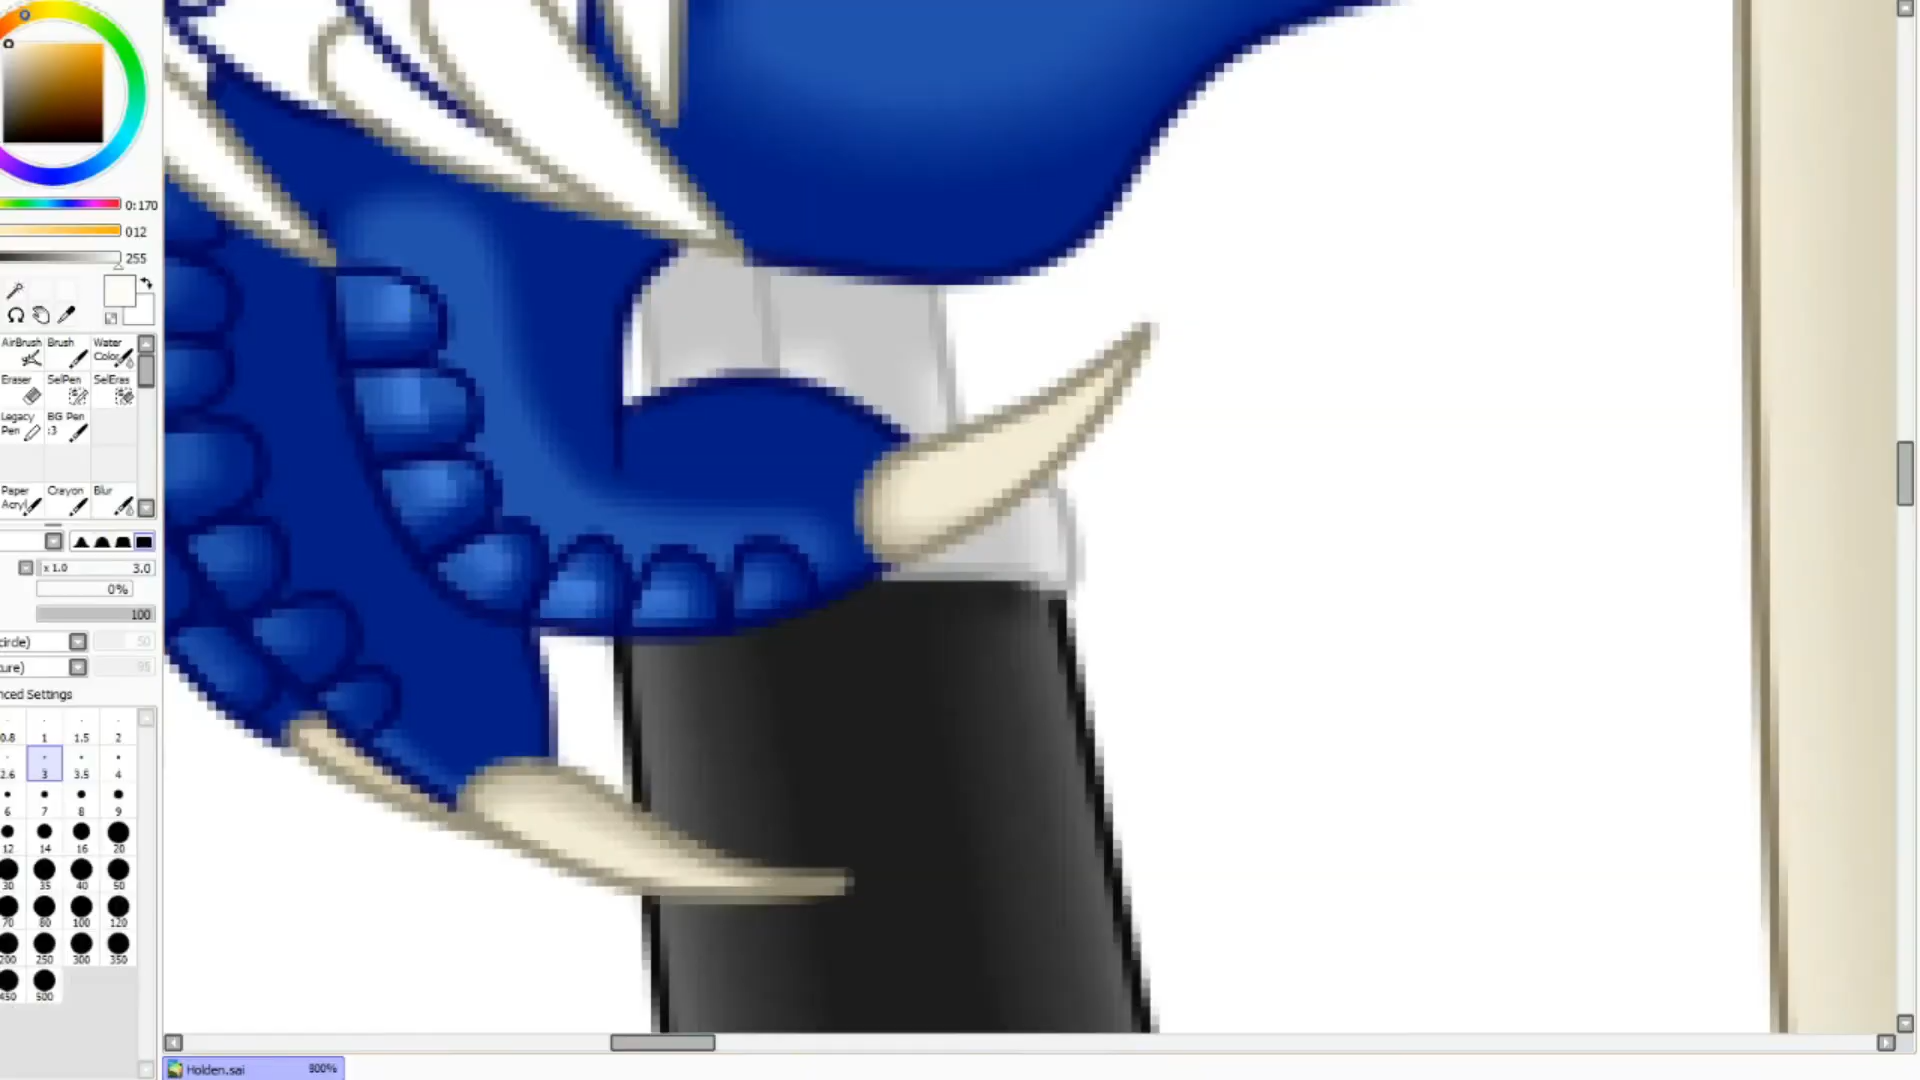 0:170
012
255
AirBrush Brush Water Color
Eraser SelPen SelEras
Legacy Pen BG Pen :3
Paper Acryl Crayon Blur
x 1.0 3.0
0%
100
circle) 50
ure) 95
nced Settings
0.8 1 1.5 2
2.6 3 3.5 4
6 7 8 9
12 14 16 20
30 35 40 50
70 80 100 120
200 250 300 350
450 500
Holden.sai 800%